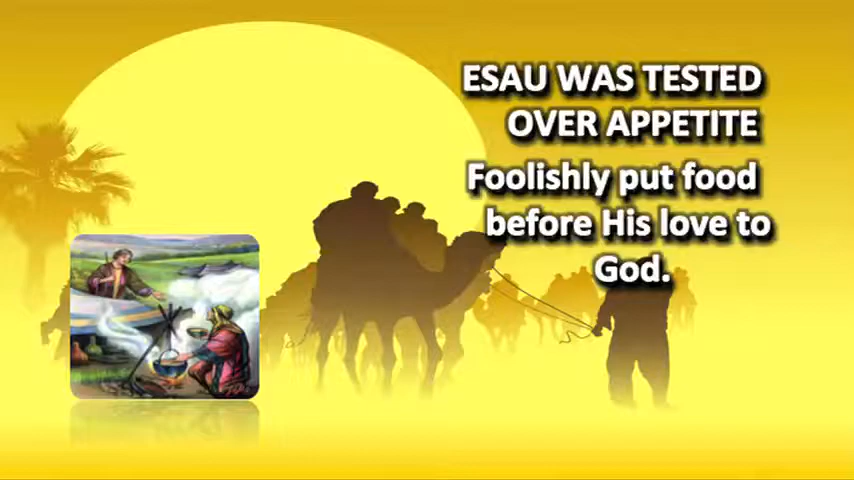 ESAU WAS TESTED
OVER APPETITE
Foolishly put food
before His love to
God.